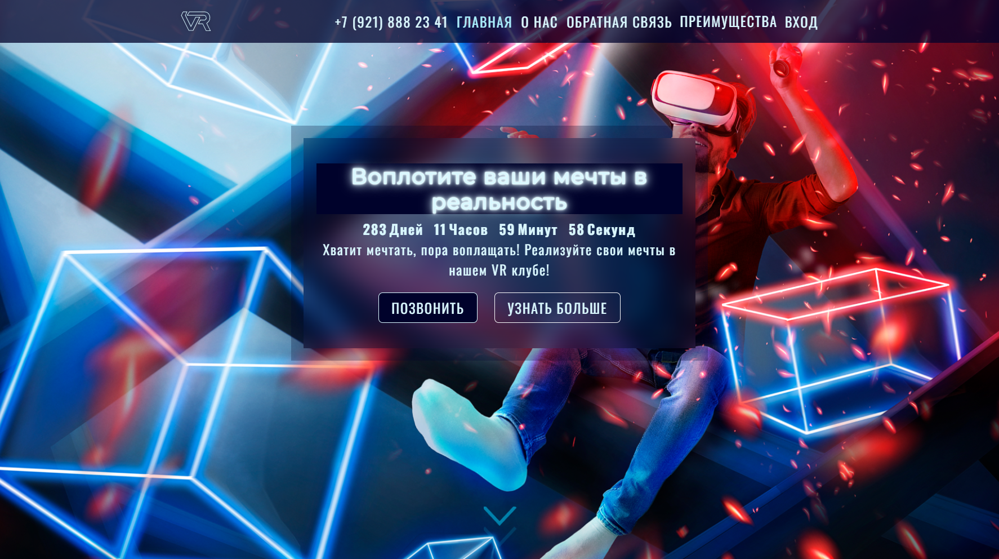 VR
+7 (921) 888 23 41 ГЛАВНАЯ О НАС ОБРАТНАЯ СВЯЗЬ ПРЕИМУЩЕСТВА ВХОД
Воплотите ваши мечты в
реальность
283 Дней 11 Часов 59 Минут 58 Секунд
Хватит мечтать, пора воплащать! Реализуйте свои мечты в
нашем VR клубе!
ПОЗВОНИТЬ УЗНАТЬ БОЛЬШЕ